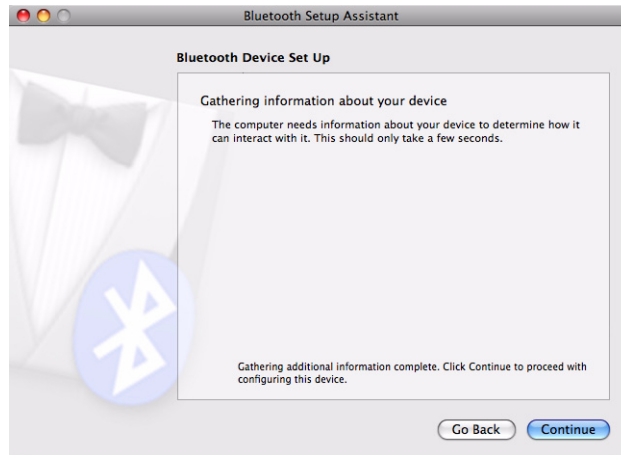 Bluetooth Setup Assistant
Bluetooth Device Set Up
Gathering information about your device
The computer needs information about your device to determine how it
can interact with it. This should only take a few seconds.
Gathering additional information complete. Click Continue to proceed with
configuring this device.
Go Back
Continue